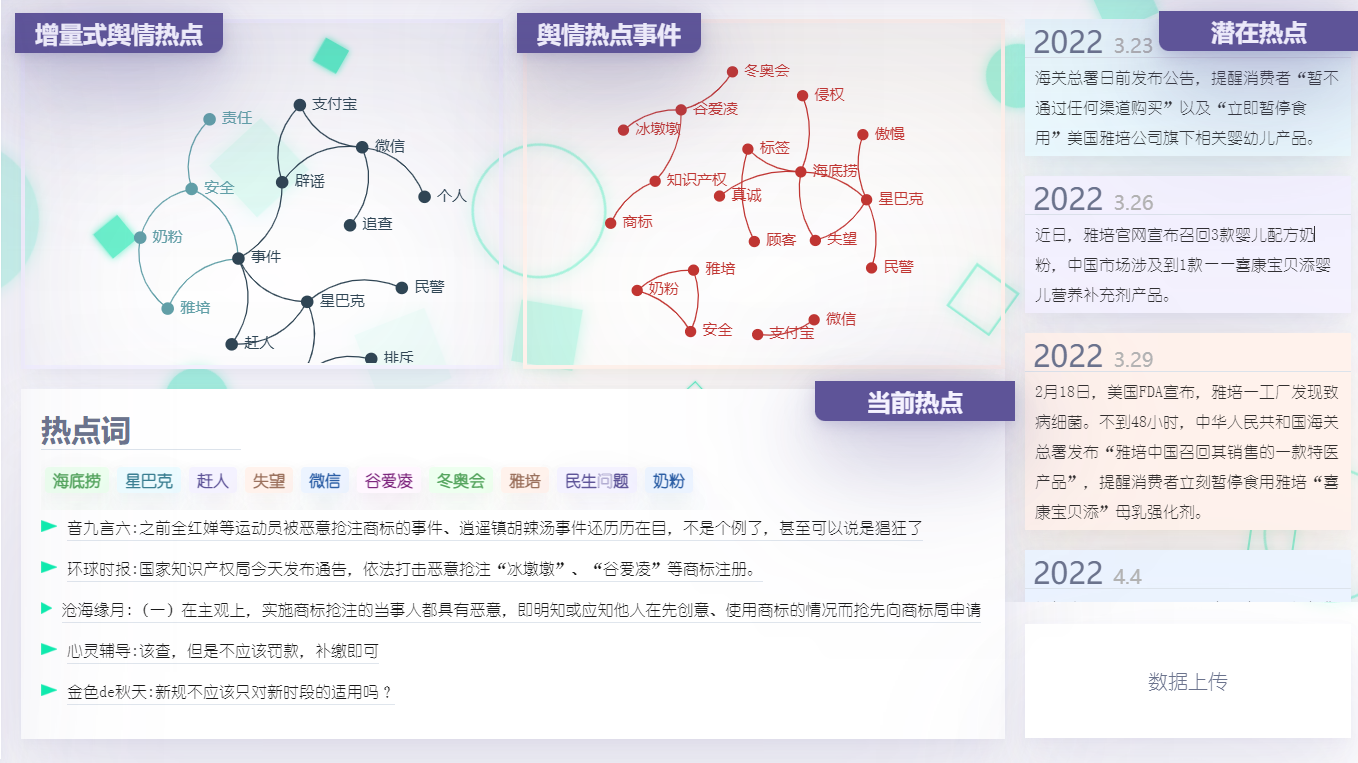 增量式舆情热点
支付宝
责任
微信
辟谣
安全
个人
追查
奶粉
事件
民警
星巴克
雅培
赶人
排斥
舆情热点事件
冬奥会
侵权
谷爱凌
冰墩墩
傲慢
标签
海底捞
知识产权
真诚
星巴克
商标
顾客
失望
民警
雅培
奶粉
微信
安全
支付宝
潜在热点
2022 3.23
海关总署日前发布公告，提醒消费者“暂不
通过任何渠道购买”以及“立即暂停食
用”美国雅培公司旗下相关婴幼儿产品。
2022 3.26
近日，雅培官网宣布召回3款婴儿配方奶
粉，中国市场涉及到1款——喜康宝贝添婴
儿营养补充剂产品。
2022 3.29
2月18日，美国FDA宣布，雅培一工厂发现致
病细菌。不到48小时，中华人民共和国海关
总署发布“雅培中国召回其销售的一款特医
产品”，提醒消费者立刻暂停食用雅培“喜
康宝贝添”母乳强化剂。
2022 4.4
当前热点
热点词
海底捞 星巴克 赶人 失望 微信 谷爱凌 冬奥会 雅培 民生问题 奶粉
音九言六:之前全红婵等运动员被恶意抢注商标的事件、逍遥镇胡辣汤事件还历历在目，不是个例了，甚至可以说是猖狂了
环球时报:国家知识产权局今天发布通告，依法打击恶意抢注“冰墩墩”、“谷爱凌”等商标注册。
沧海缘月:（一）在主观上，实施商标抢注的当事人都具有恶意，即明知或应知他人在先创意、使用商标的情况而抢先向商标局申请
心灵辅导:该查，但是不应该罚款，补缴即可
金色de秋天:新规不应该只对新时段的适用吗？
数据上传